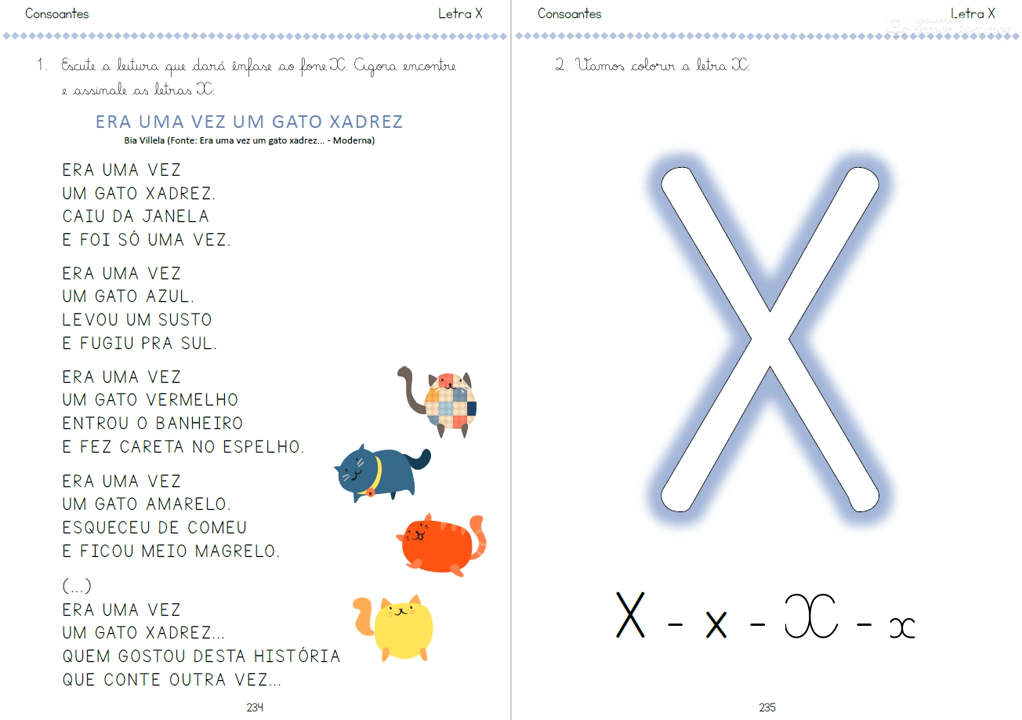 Consoantes
Letra X
1. Escute a leitura que dará ênfase ao fone X. Agora encontre
e assinale as letras X:
ERA UMA VEZ UM GATO XADREZ
Bia Villela (Fonte: Era uma vez um gato xadrez... - Moderna)
ERA UMA VEZ
UM GATO XADREZ.
CAIU DA JANELA
E FOI SÓ UMA VEZ.
ERA UMA VEZ
UM GATO AZUL.
LEVOU UM SUSTO
E FUGIU PRA SUL.
ERA UMA VEZ
UM GATO VERMELHO
ENTROU O BANHEIRO
E FEZ CARETA NO ESPELHO.
ERA UMA VEZ
UM GATO AMARELO.
ESQUECEU DE COMEU
E FICOU MEIO MAGRELO.
(...)
ERA UMA VEZ
UM GATO XADREZ...
QUEM GOSTOU DESTA HISTÓRIA
QUE CONTE OUTRA VEZ...
234
Consoantes
Letra X
2. Vamos colorir a letra X:
X
X - x - X - x
235